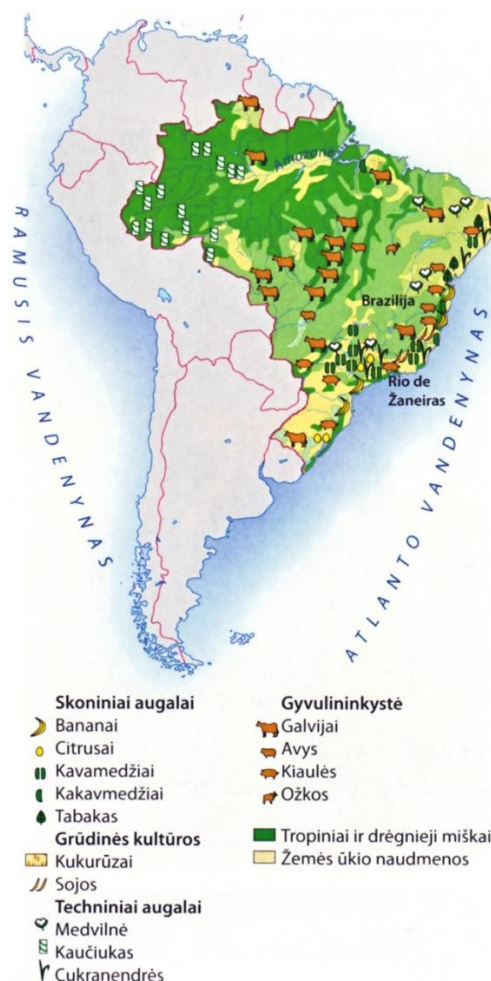 Amazonė
Brazilija
Rio de
Žaneiras
RAMUSIS VANDENYNAS
ATLANTO VANDENYNAS
Skoniniai augalai
Bananai
Citrusai
Kavamedžiai
Kakavmedžiai
Tabakas
Grūdinės kultūros
Kukurūzai
Sojos
Techniniai augalai
Medvilnė
Kaučiukas
Cukranendrės
Gyvulininkystė
Galvijai
Avys
Kiaulės
Ožkos
Tropiniai ir drėgnieji miškai
Žemės ūkio naudmenos